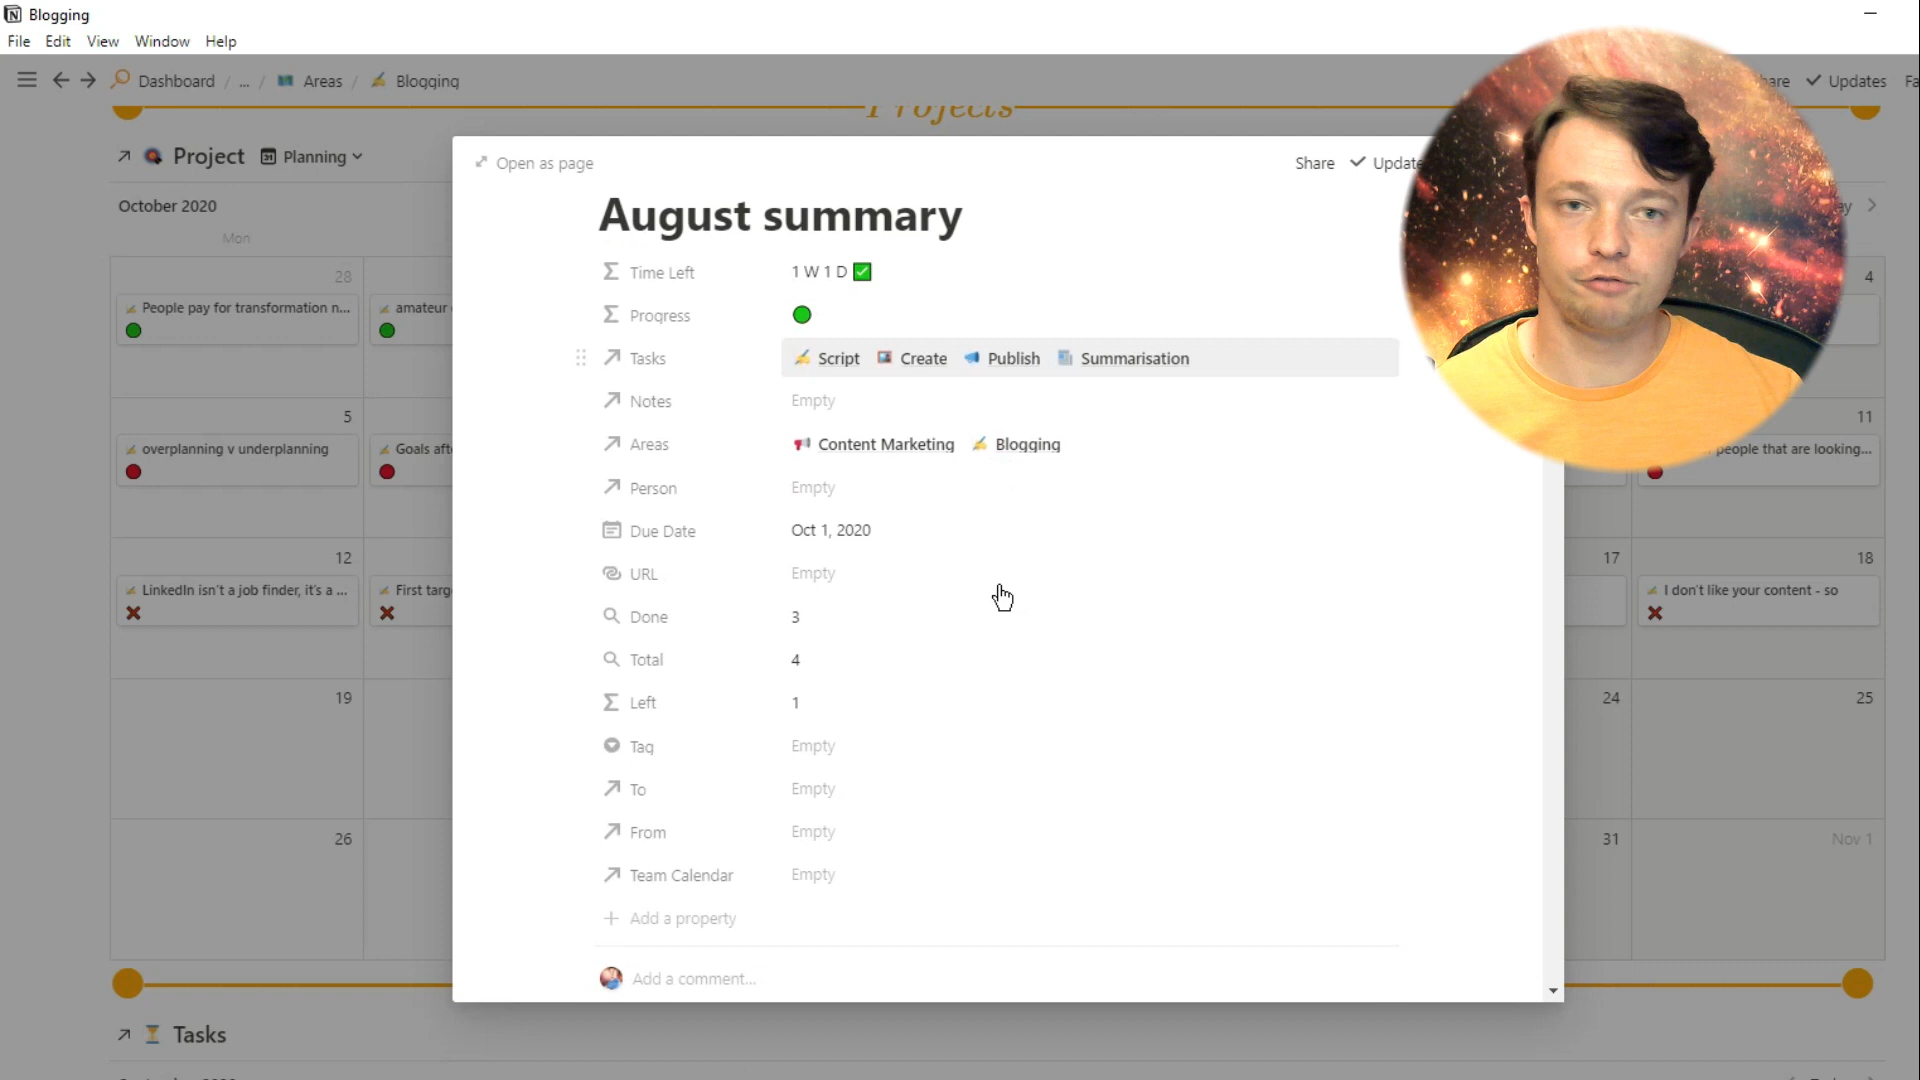 Blogging
File Edit View Window Help
Dashboard / ... / Areas / Blogging
Updates
Projects
Project Planning
October 2020
Mon
28
4
People pay for transformation n...
amateur
5
11
overplanning v underplanning
Goals aft
people that are looking...
12
17
18
LinkedIn isn't a job finder, it's a ...
First targ
I don't like your content - so
19
24
25
26
31
Nov 1
Open as page
Share
August summary
Time Left 1 W 1 D
Progress
Tasks Script Create Publish Summarisation
Notes Empty
Areas Content Marketing Blogging
Person Empty
Due Date Oct 1, 2020
URL Empty
Done 3
Total 4
Left 1
Tag Empty
To Empty
From Empty
Team Calendar Empty
Add a property
Add a comment...
Tasks